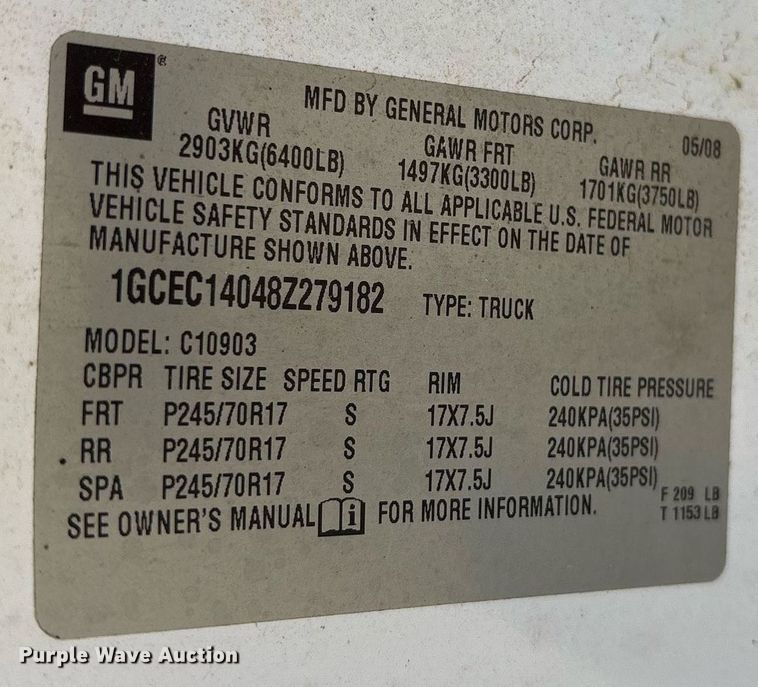 GM ®
MFD BY GENERAL MOTORS CORP. 05/08
GVWR GAWR FRT GAWR RR
2903KG(6400LB) 1497KG(3300LB) 1701KG(3750LB)
THIS VEHICLE CONFORMS TO ALL APPLICABLE U.S. FEDERAL MOTOR
VEHICLE SAFETY STANDARDS IN EFFECT ON THE DATE OF
MANUFACTURE SHOWN ABOVE.
1GCEC14048Z279182 TYPE: TRUCK
MODEL: C10903
CBPR TIRE SIZE SPEED RTG RIM COLD TIRE PRESSURE
FRT P245/70R17 S 17X7.5J 240KPA(35PSI)
RR P245/70R17 S 17X7.5J 240KPA(35PSI)
SPA P245/70R17 S 17X7.5J 240KPA(35PSI)
F 209 LB
T 1153 LB
SEE OWNER'S MANUAL i FOR MORE INFORMATION.
Purple Wave Auction